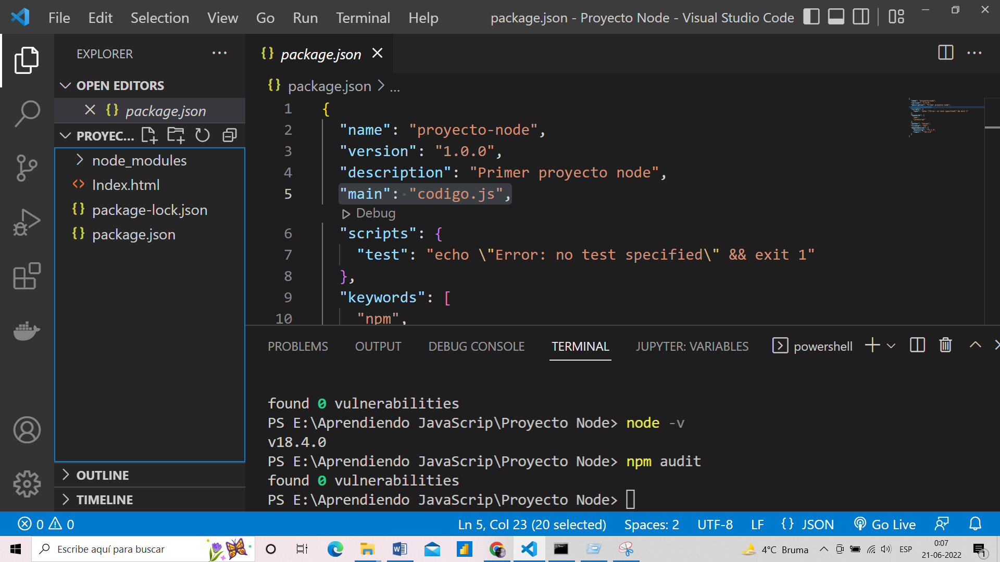 File Edit Selection View Go Run Terminal Help package.json - Proyecto Node - Visual Studio Code
EXPLORER
OPEN EDITORS
package.json
PROYEC...
node_modules
Index.html
package-lock.json
package.json
OUTLINE
TIMELINE
package.json
package.json > ...
1 {
2 "name": "proyecto-node",
3 "version": "1.0.0",
4 "description": "Primer proyecto node",
5 "main": "codigo.js",
Debug
6 "scripts": {
7 "test": "echo \"Error: no test specified\" && exit 1"
8 },
9 "keywords": [
10 "npm",
PROBLEMS OUTPUT DEBUG CONSOLE TERMINAL JUPYTER: VARIABLES powershell
found 0 vulnerabilities
PS E:\Aprendiendo JavaScrip\Proyecto Node> node -v
v18.4.0
PS E:\Aprendiendo JavaScrip\Proyecto Node> npm audit
found 0 vulnerabilities
PS E:\Aprendiendo JavaScrip\Proyecto Node>
0 0 Ln 5, Col 23 (20 selected) Spaces: 2 UTF-8 LF {} JSON Go Live
Escribe aquí para buscar
4°C Bruma
ESP
0:07
21-06-2022
1